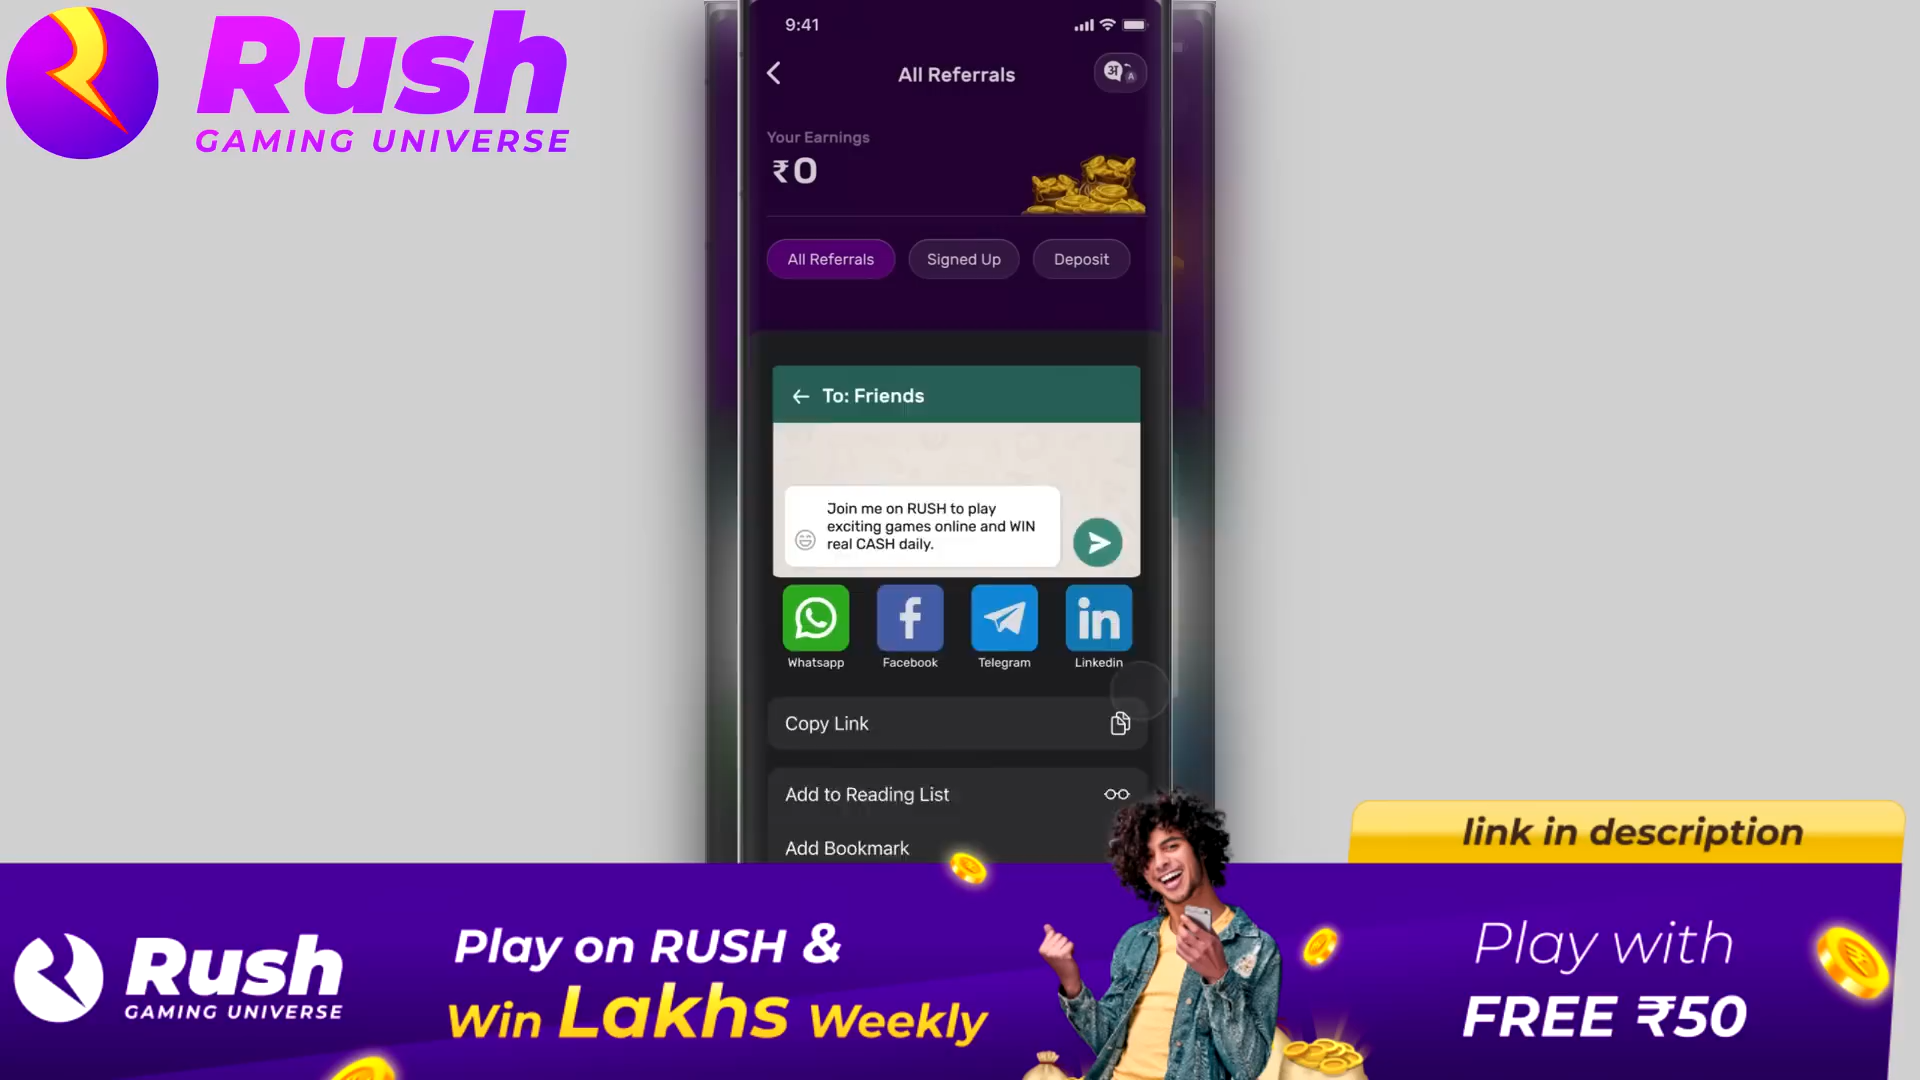 Rush
GAMING UNIVERSE
9:41
All Referrals
अ A
Your Earnings
₹0
All Referrals
Signed Up
Deposit
To: Friends
Join me on RUSH to play
exciting games online and WIN
real CASH daily.
Whatsapp
Facebook
Telegram
Linkedin
Copy Link
Add to Reading List
Add Bookmark
link in description
Rush
GAMING UNIVERSE
Play on RUSH &
Win Lakhs Weekly
Play with
FREE ₹50